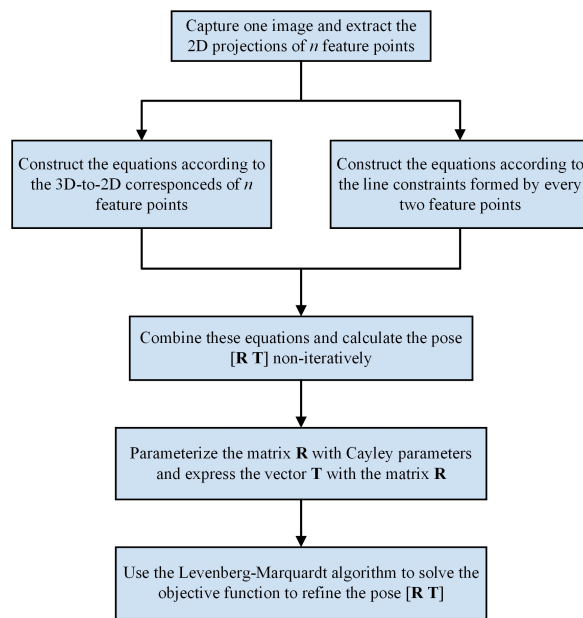 Capture one image and extract the
2D projections of n feature points
Construct the equations according to
the 3D-to-2D corresponceds of n
feature points
Construct the equations according to
the line constraints formed by every
two feature points
Combine these equations and calculate the pose
[R T] non-iteratively
Parameterize the matrix R with Cayley parameters
and express the vector T with the matrix R
Use the Levenberg-Marquardt algorithm to solve the
objective function to refine the pose [R T]